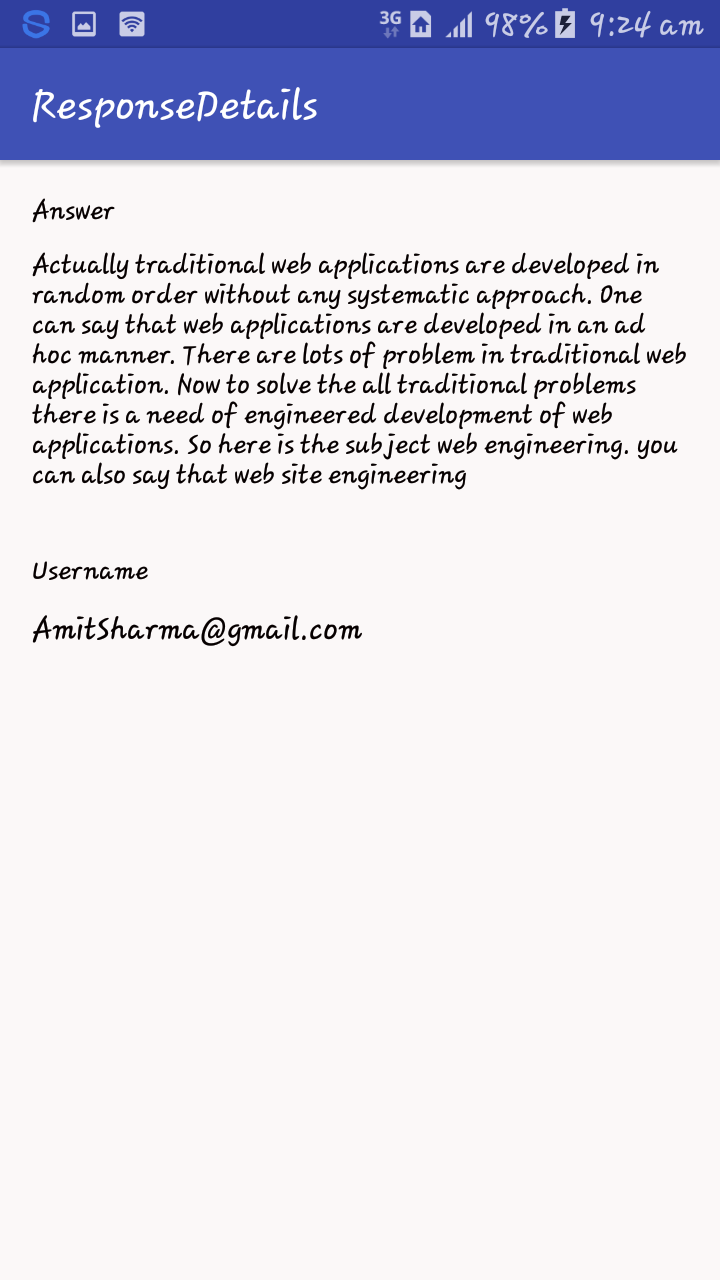 3G 98% 9:24 am
ResponseDetails
Answer
Actually traditional web applications are developed in
random order without any systematic approach. One
can say that web applications are developed in an ad
hoc manner. There are lots of problem in traditional web
application. Now to solve the all traditional problems
there is a need of engineered development of web
applications. So here is the subject web engineering. you
can also say that web site engineering
Username
AmitSharma@gmail.com